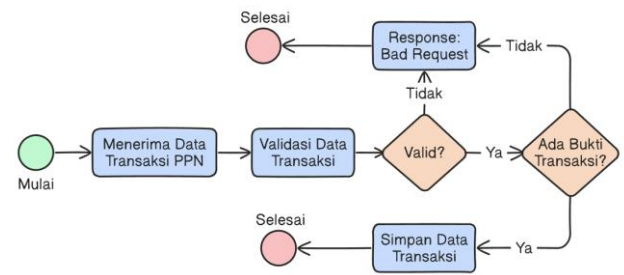 Selesai
Response:
Bad Request
Tidak
Tidak
Mulai
Menerima Data
Transaksi PPN
Validasi Data
Transaksi
Valid?
Ya
Ada Bukti
Transaksi?
Selesai
Simpan Data
Transaksi
Ya